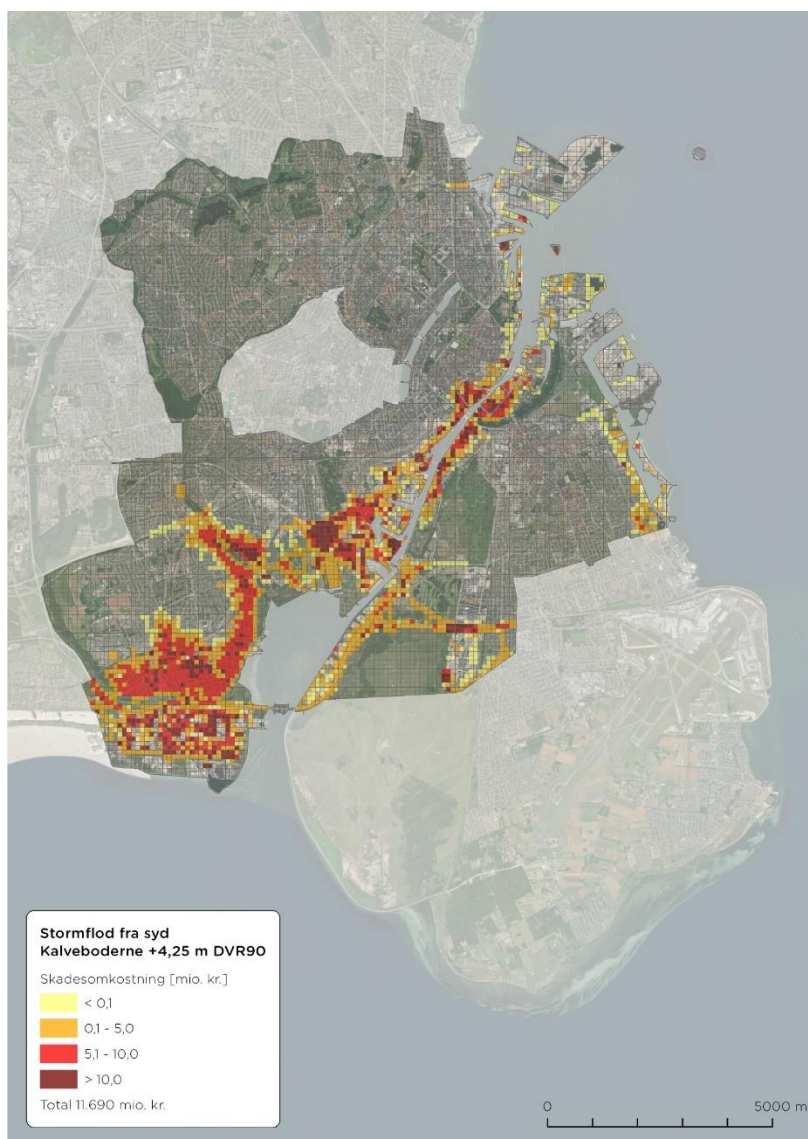 Stormflod fra syd
Kalveboderne +4,25 m DVR90
Skadesomkostning [mio. kr.]
< 0,1
0,1 - 5,0
5,1 - 10,0
> 10,0
Total 11.690 mio. kr.
0 5000 m